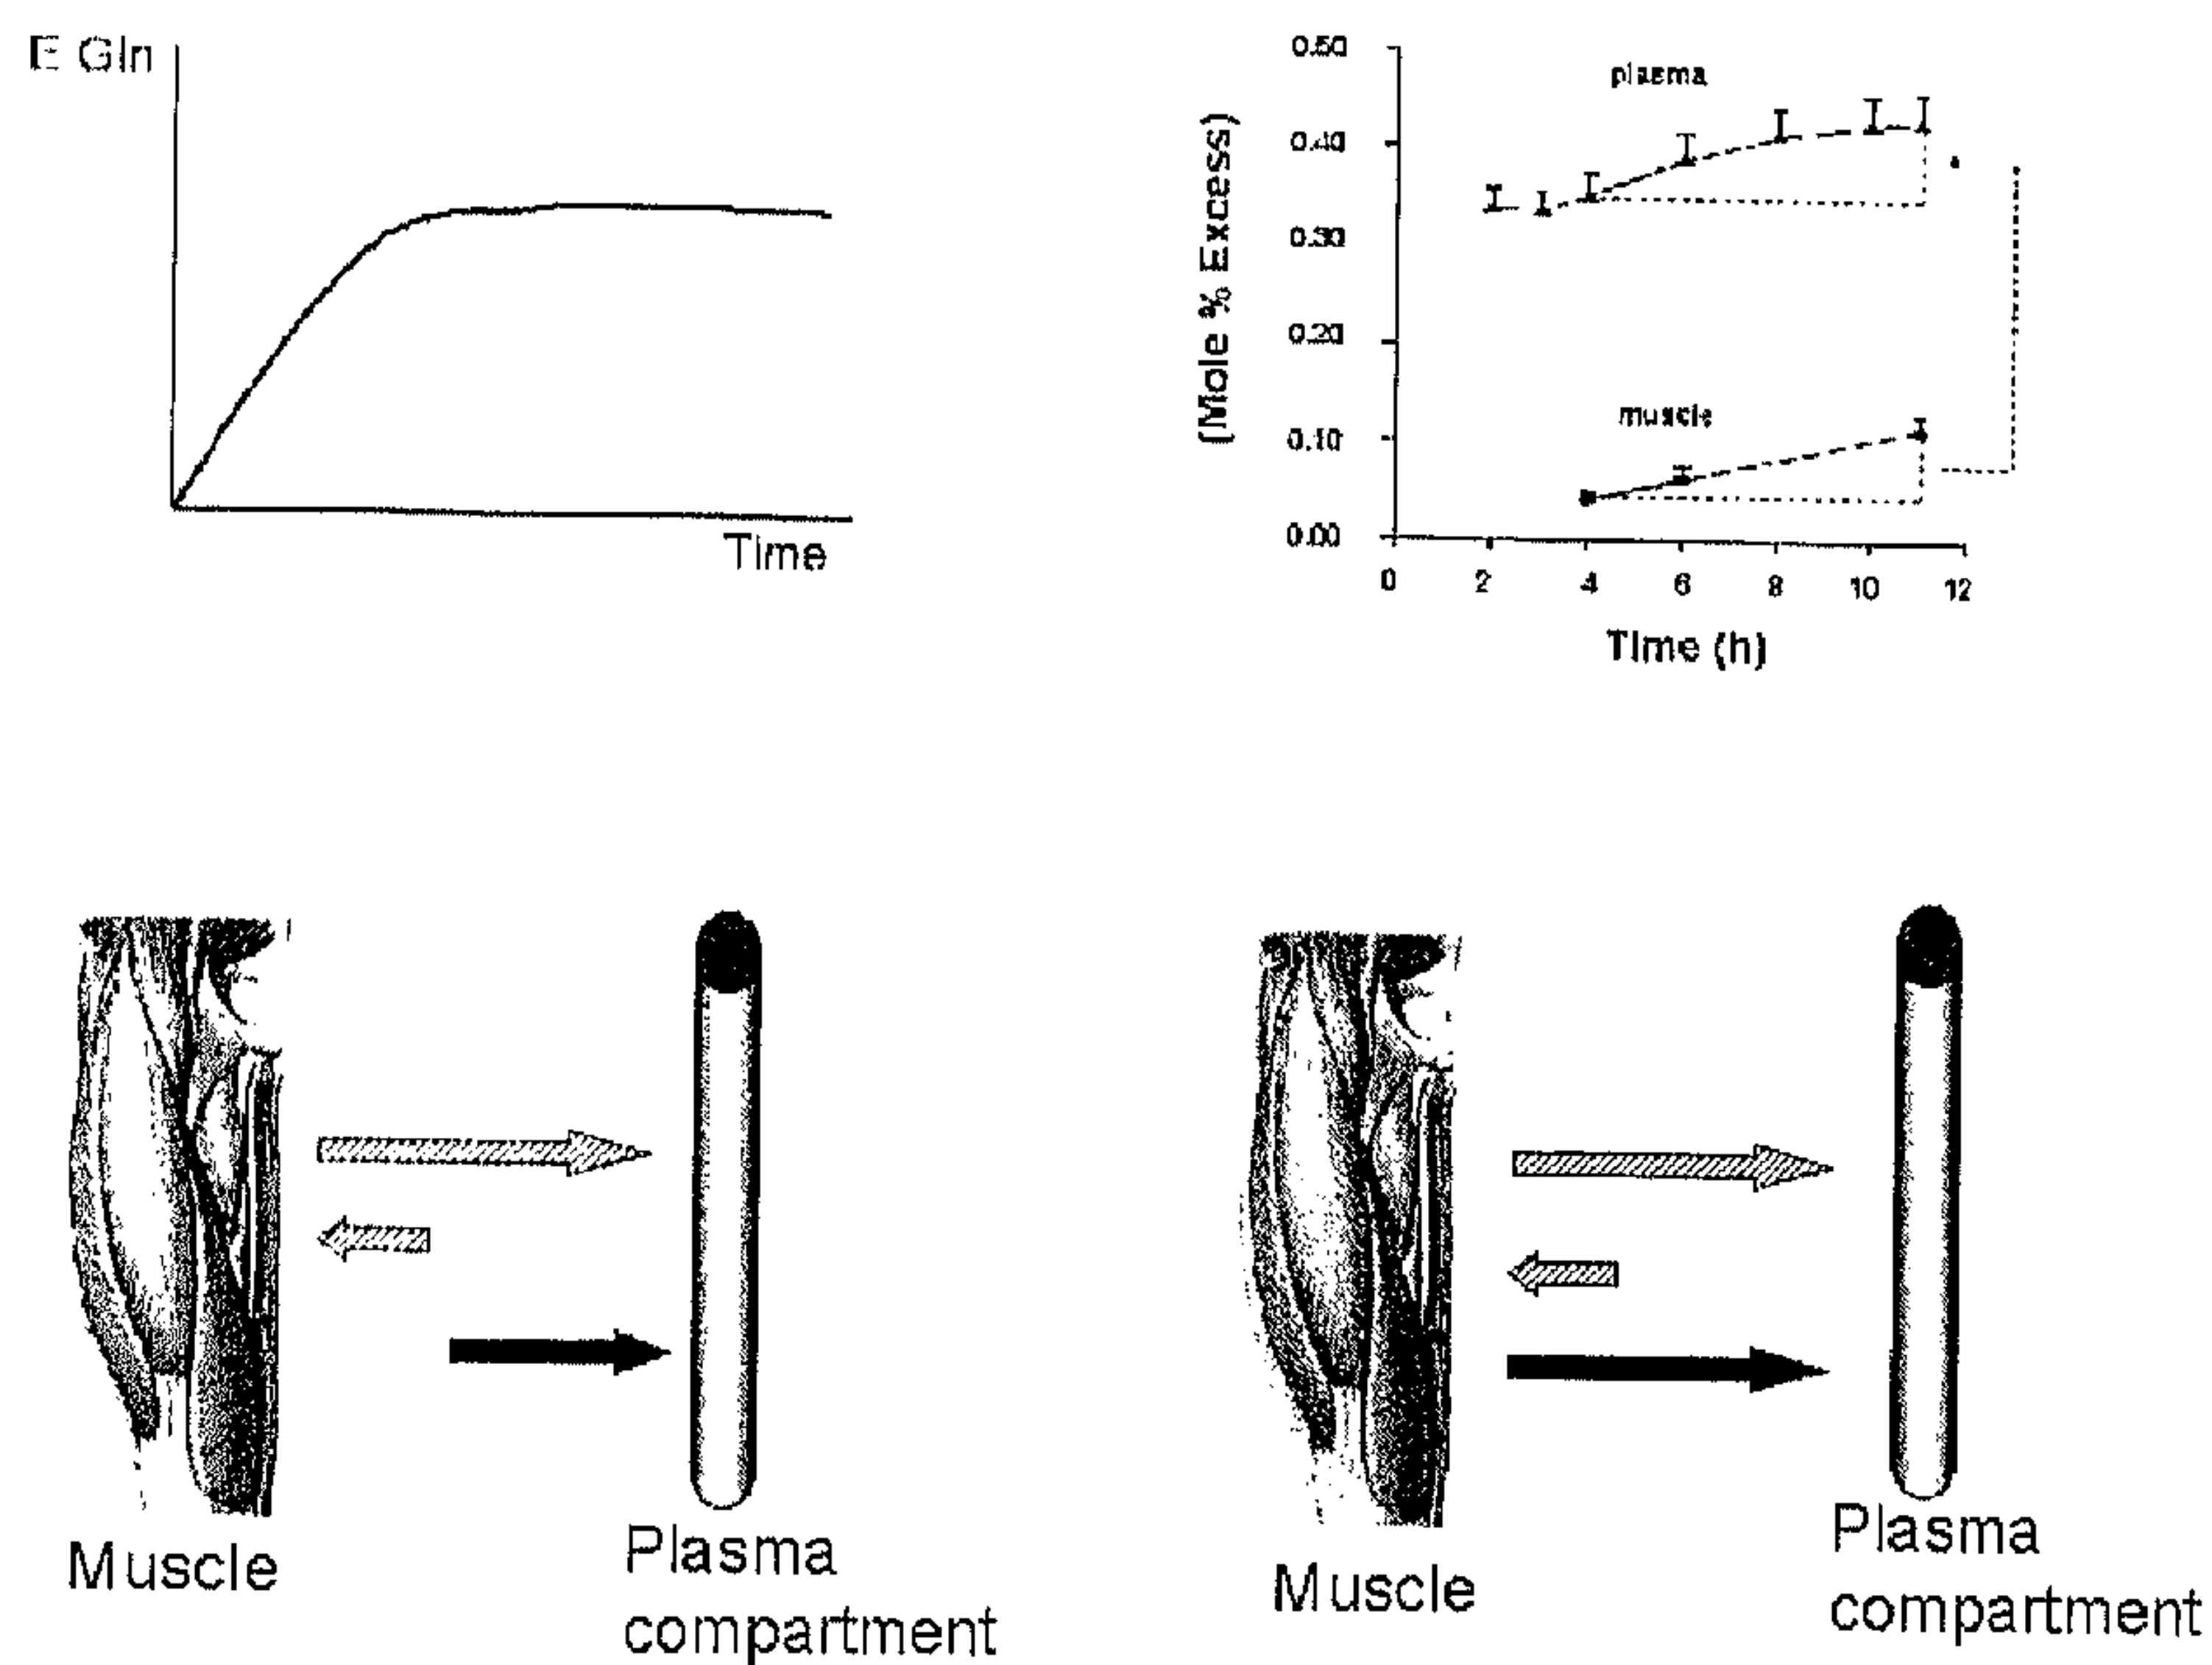 E Gln
Time
0.50
0.40
0.30
0.20
0.10
0.00
[Mole % Excess)
plasma
muscle
0 2 4 6 8 10 12
Time (h)
Muscle
Plasma
compartment
Muscle
Plasma
compartment